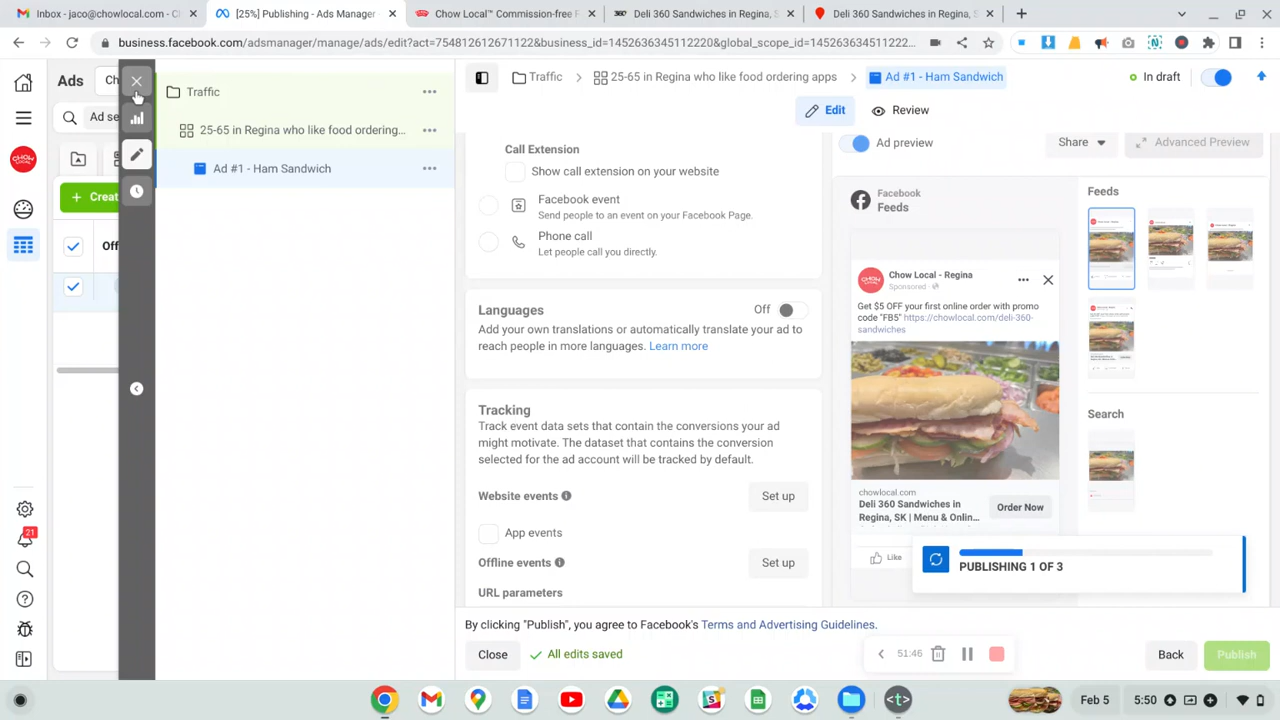 Inbox - jaco@chowlocal.com - C
[25%] Publishing - Ads Manager -
Chow Local™ Commission-free F
Deli 360 Sandwiches in Regina, S
Deli 360 Sandwiches in Regina, S
business.facebook.com/adsmanager/manage/ads/edit?act=754812612671122&business_id=1452636345112220&global_scope_id=14526363451122...
Ads
Ch
Ad se
Creat
Off
Traffic
25-65 in Regina who like food ordering...
Ad #1 - Ham Sandwich
Traffic
25-65 in Regina who like food ordering apps
Ad #1 - Ham Sandwich
In draft
Edit
Review
Call Extension
Show call extension on your website
Facebook event
Send people to an event on your Facebook Page.
Phone call
Let people call you directly.
Languages
Off
Add your own translations or automatically translate your ad to
reach people in more languages. Learn more
Tracking
Track event data sets that contain the conversions your ad
might motivate. The dataset that contains the conversion
selected for the ad account will be tracked by default.
Website events
Set up
App events
Offline events
Set up
URL parameters
Ad preview
Share
Advanced Preview
Facebook
Feeds
Chow Local - Regina
Sponsored
Get $5 OFF your first online order with promo
code "FB5" https://chowlocal.com/deli-360-
sandwiches
chowlocal.com
Deli 360 Sandwiches in
Regina, SK | Menu & Onlin...
Order Now
Like
Feeds
Search
PUBLISHING 1 OF 3
By clicking "Publish", you agree to Facebook's Terms and Advertising Guidelines.
Close
All edits saved
51:46
Back
Publish
21
CHOW
LOCAL
Feb 5
5:50